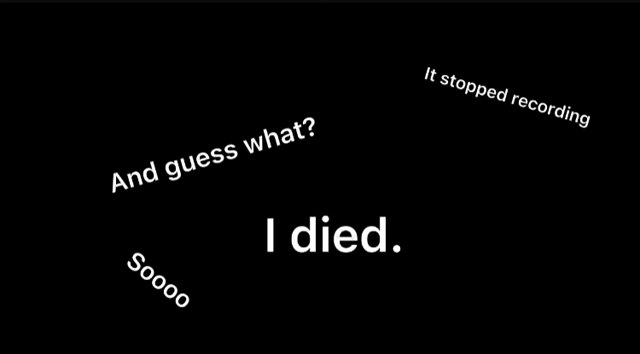 It stopped recording
And guess what?
I died.
Soooo